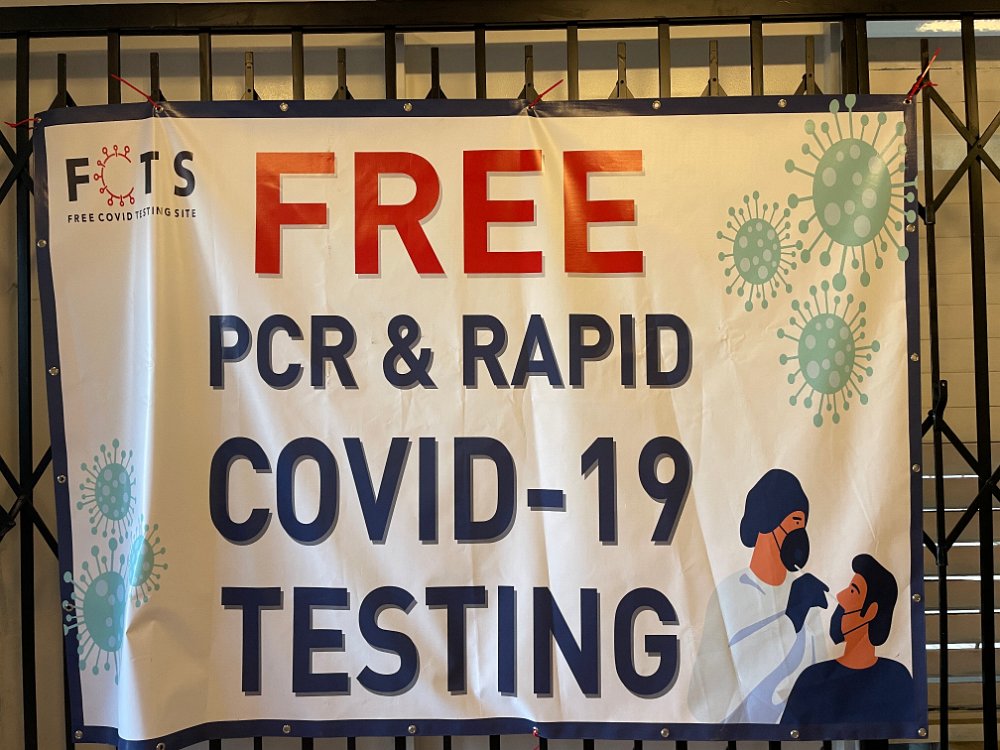 FCTS
FREE COVID TESTING SITE
FREE
PCR & RAPID
COVID-19
TESTING